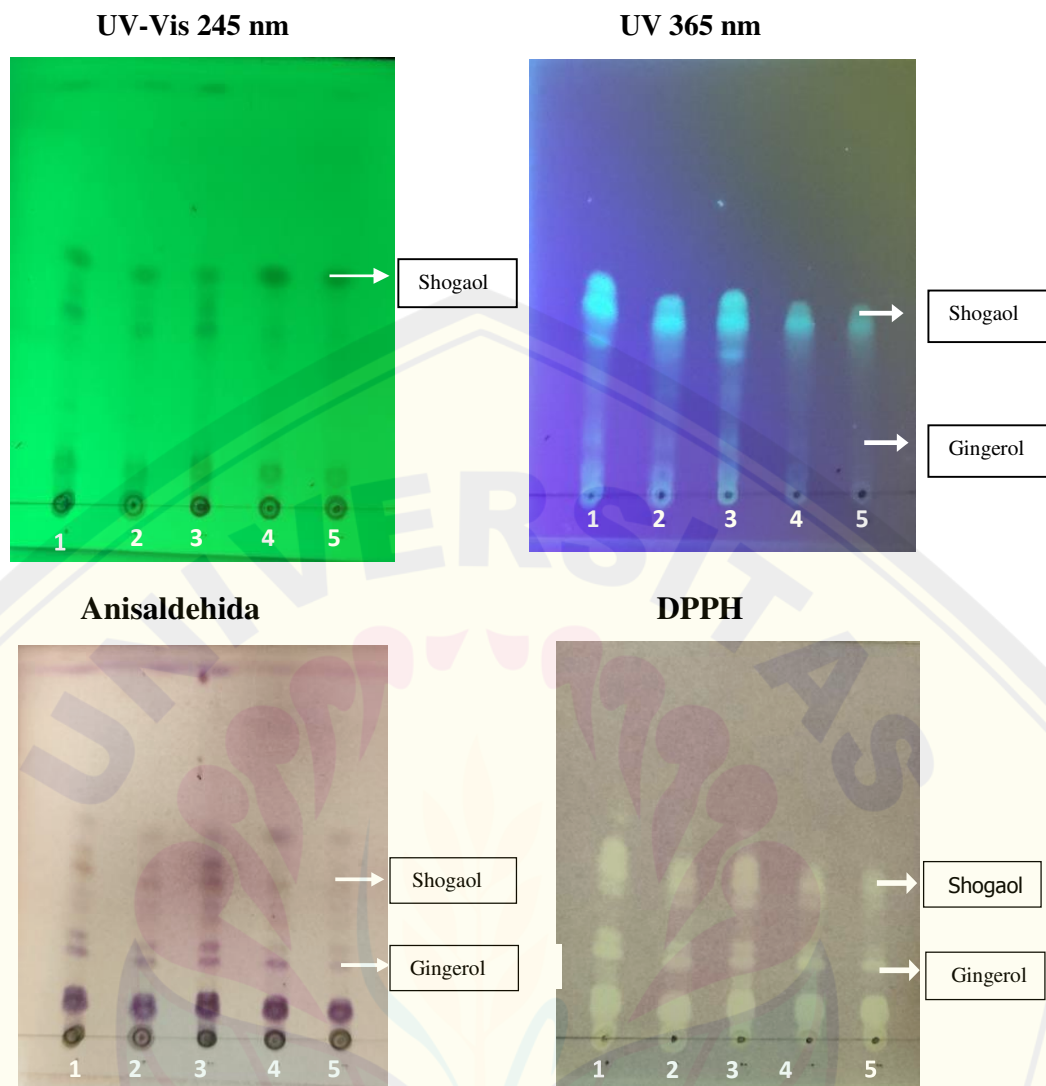 UV-Vis 245 nm
UV 365 nm
Shogaol
Shogaol
Gingerol
1 2 3 4 5
1 2 3 4 5
Anisaldehida
DPPH
Shogaol
Gingerol
Shogaol
Gingerol
1 2 3 4 5
1 2 3 4 5
UNIVERSITAS